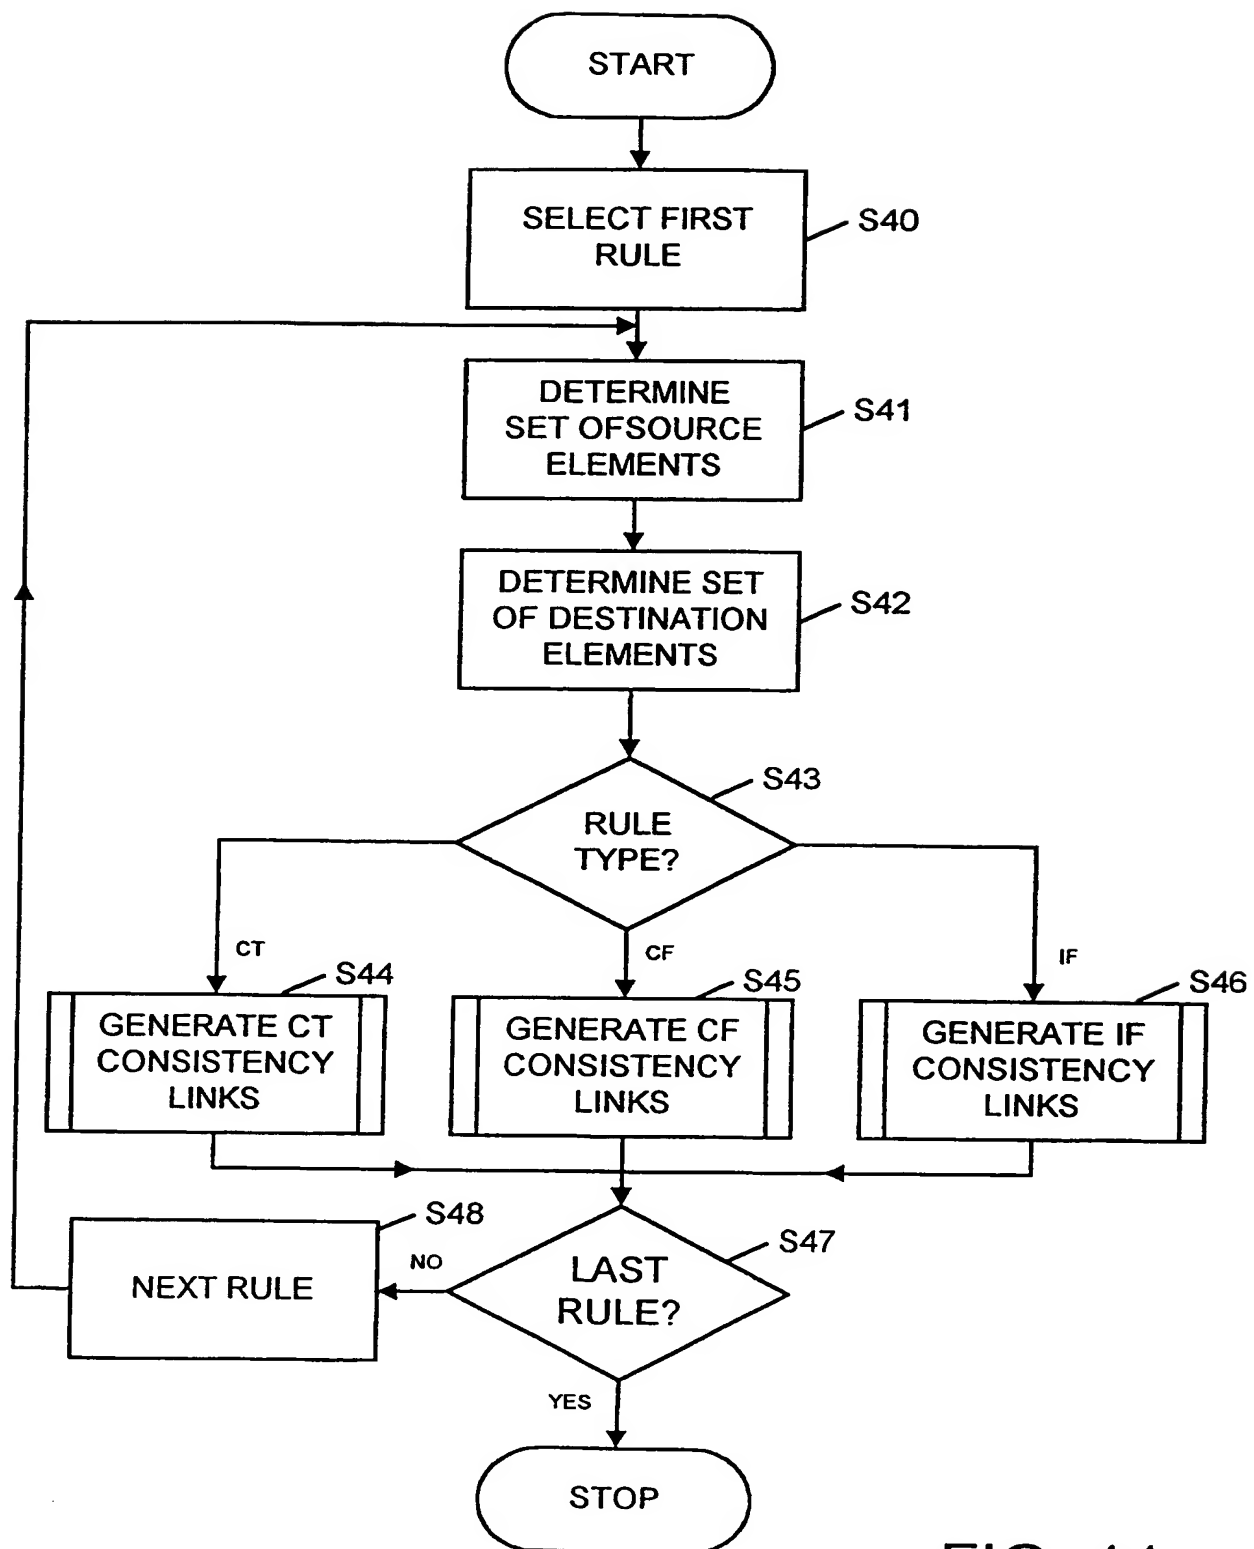 START
SELECT FIRST
RULE
S40
DETERMINE
SET OFSOURCE
ELEMENTS
S41
DETERMINE SET
OF DESTINATION
ELEMENTS
S42
RULE
TYPE?
S43
CT
CF
IF
S44
GENERATE CT
CONSISTENCY
LINKS
S45
GENERATE CF
CONSISTENCY
LINKS
S46
GENERATE IF
CONSISTENCY
LINKS
S48
NEXT RULE
NO
LAST
RULE?
S47
YES
STOP